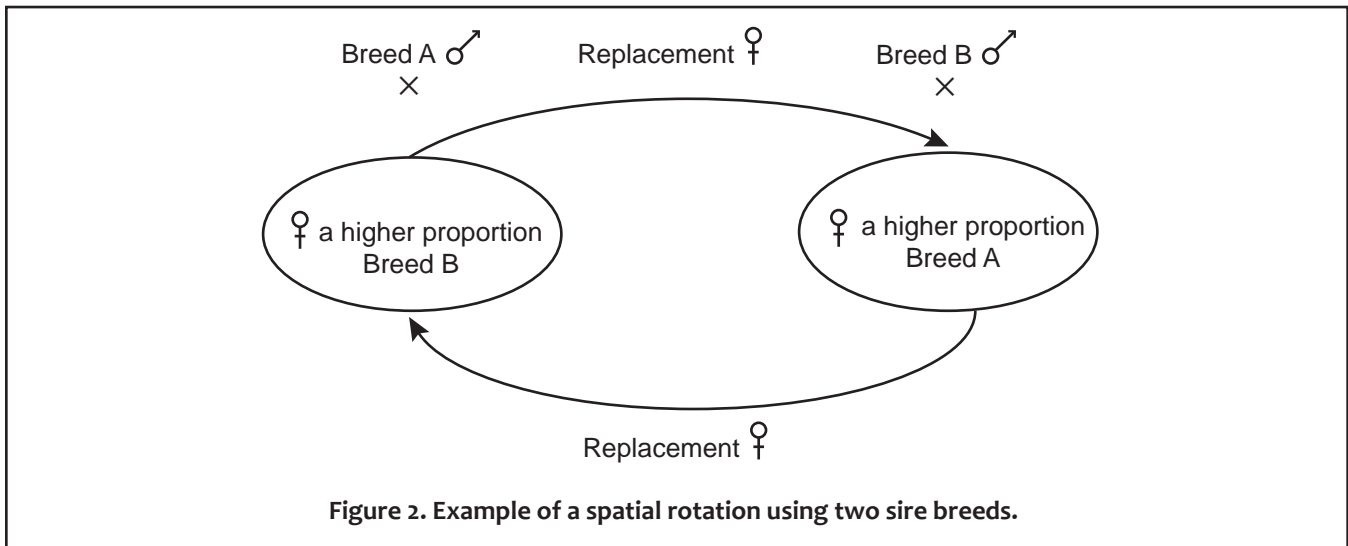 Breed A ♂ Replacement ♀ Breed B ♂
× ×
♀ a higher proportion
Breed B
♀ a higher proportion
Breed A
Replacement ♀
Figure 2. Example of a spatial rotation using two sire breeds.